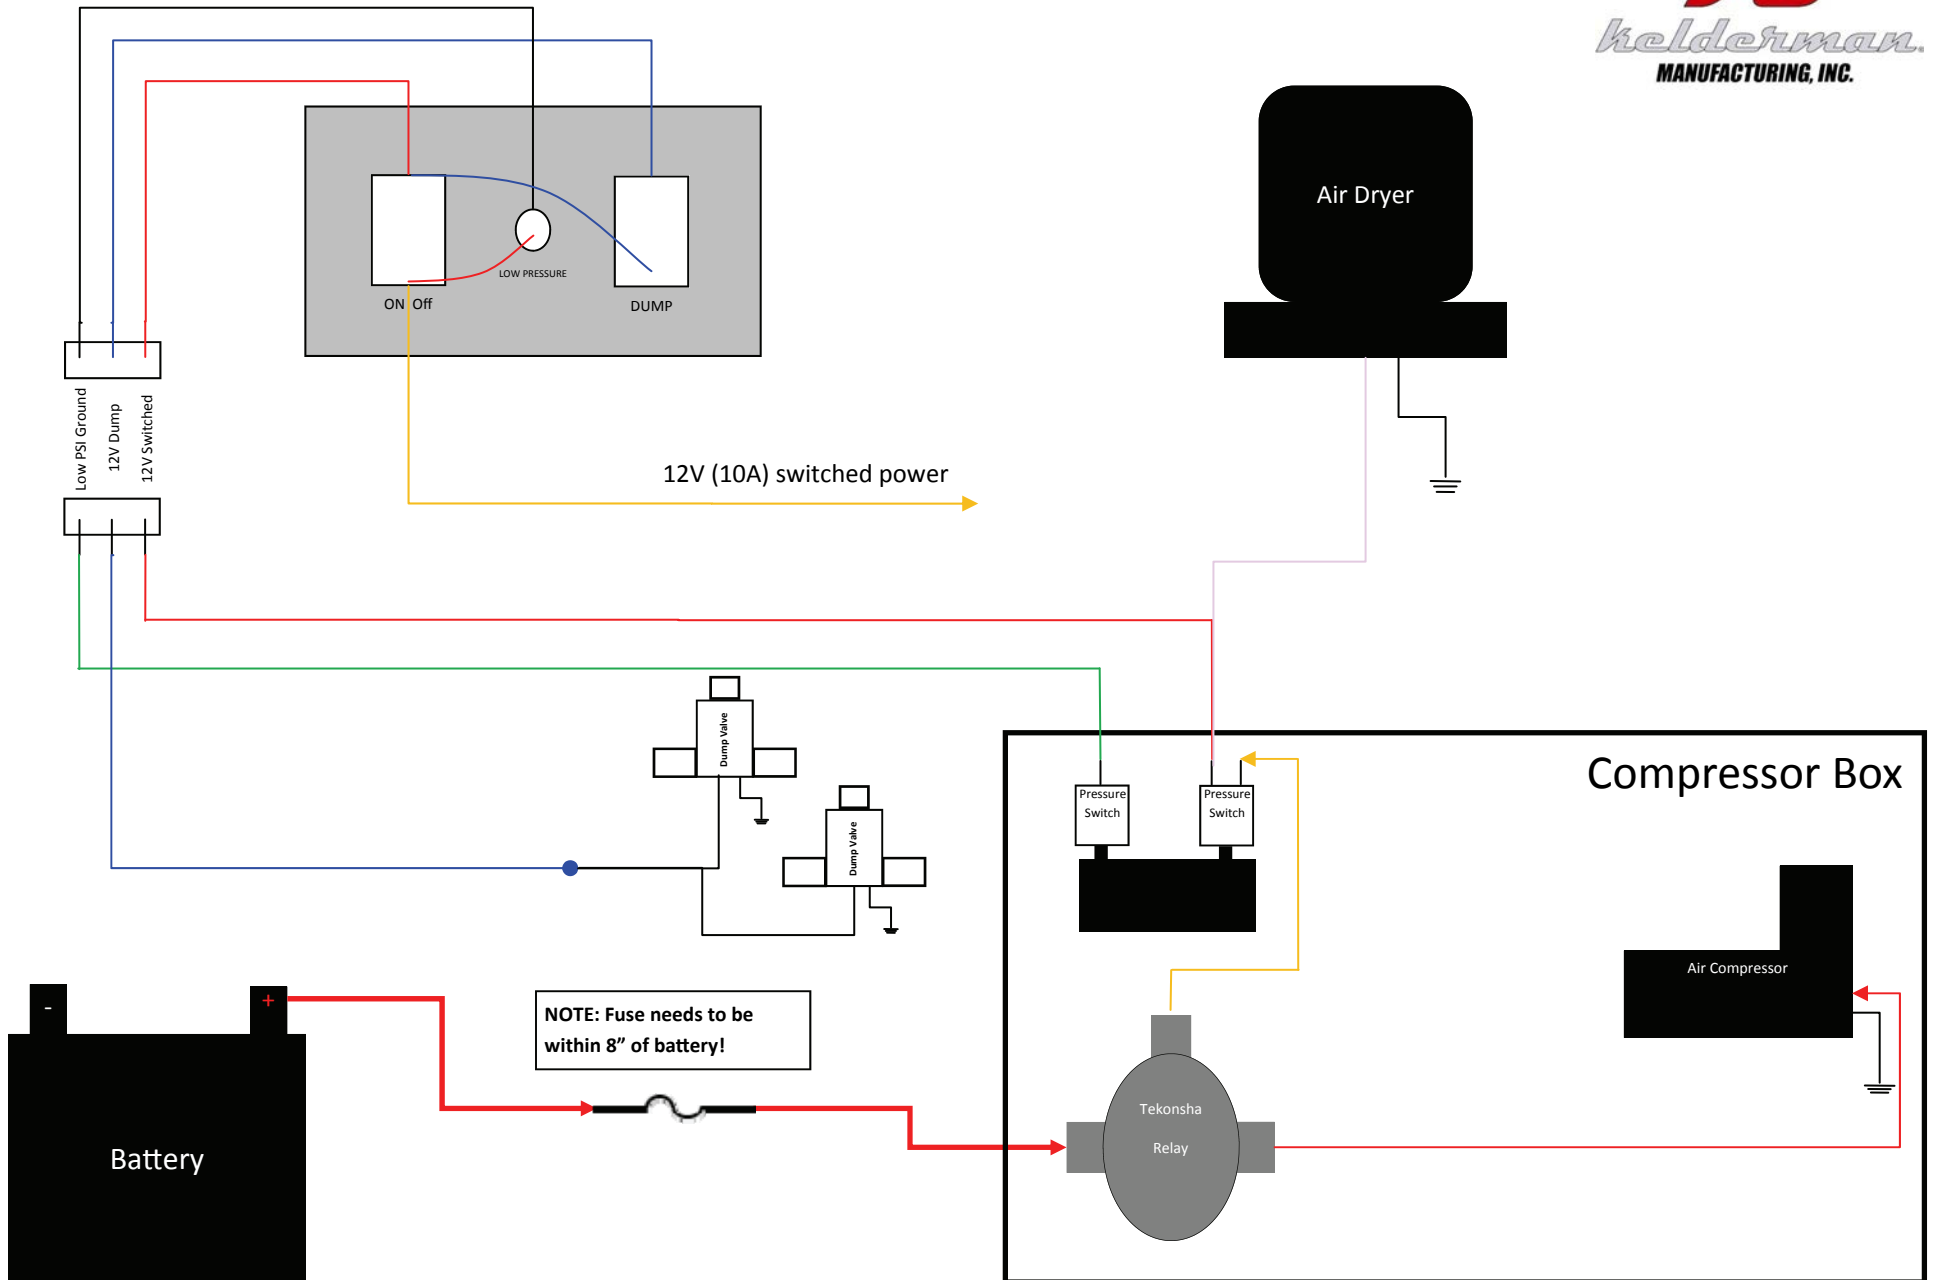 kelderman.
MANUFACTURING, INC.
Air Dryer
LOW PRESSURE
ON Off
DUMP
Low PSI Ground
12V Dump
12V Switched
12V (10A) switched power
Dump Valve
Dump Valve
Compressor Box
Pressure
Switch
Pressure
Switch
Air Compressor
-
+
NOTE: Fuse needs to be
within 8” of battery!
Tekonsha
Relay
Battery